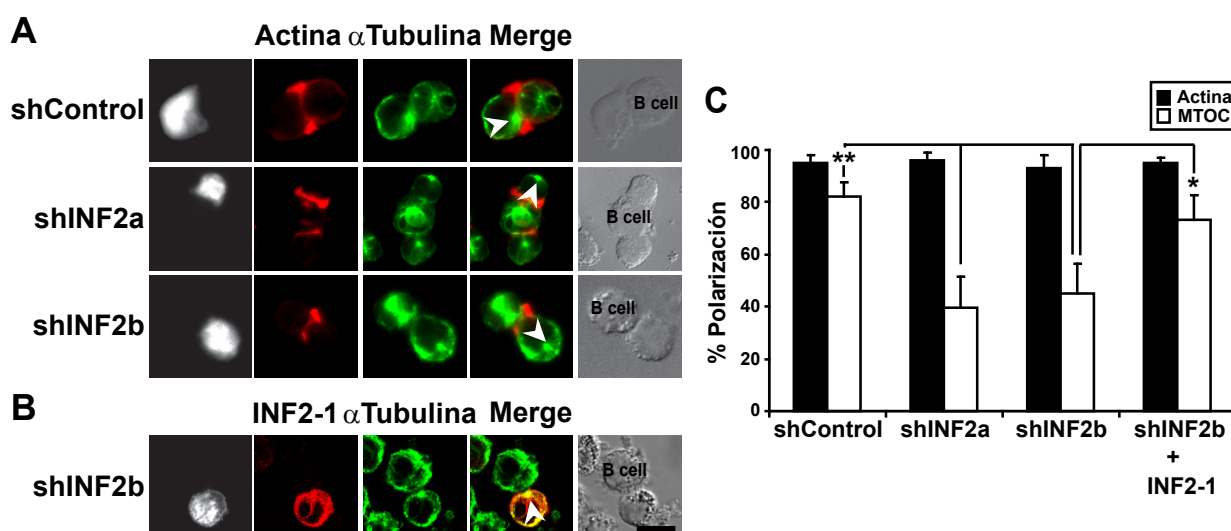 A
Actina αTubulina Merge
shControl
B cell
shINF2a
B cell
shINF2b
B cell
B
INF2-1 αTubulina Merge
shINF2b
B cell
C
Actina
MTOC
% Polarización
100
80
60
40
20
0
**
*
shControl
shINF2a
shINF2b
shINF2b
+
INF2-1